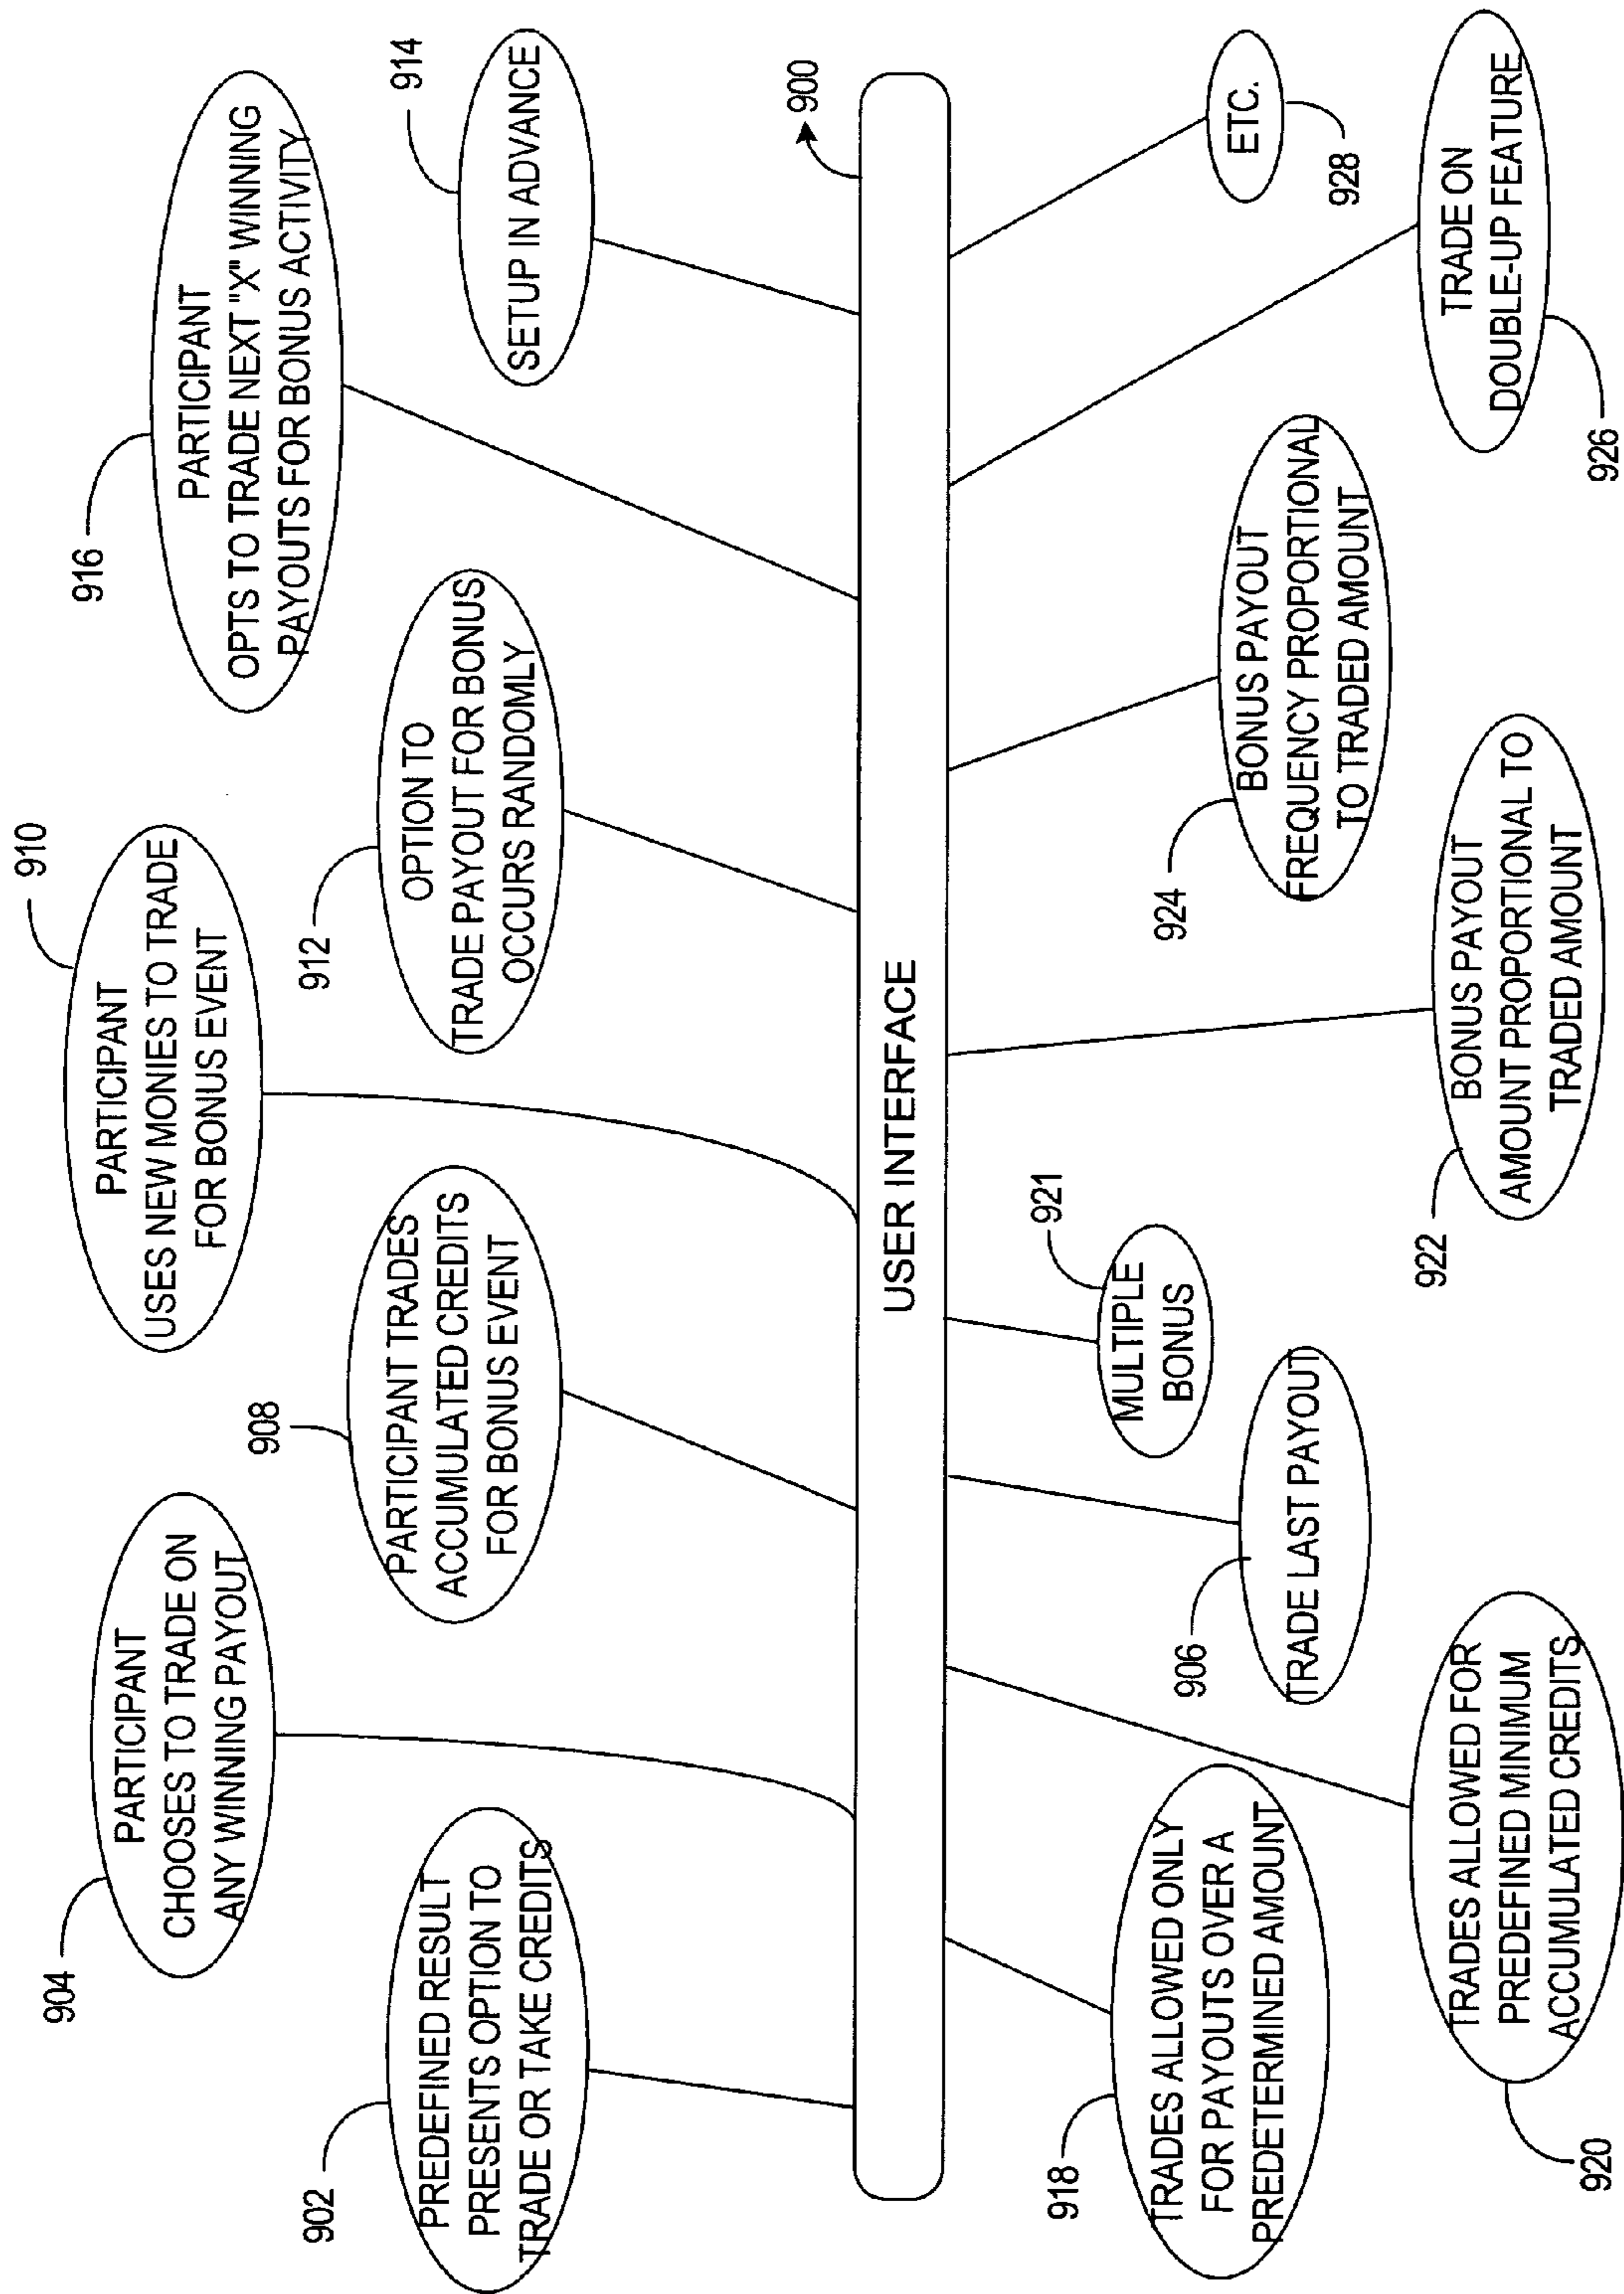 904
PARTICIPANT
CHOOSES TO TRADE ON
ANY WINNING PAYOUT
910
PARTICIPANT
USES NEW MONIES TO TRADE
FOR BONUS EVENT
916
PARTICIPANT
OPTS TO TRADE NEXT "X" WINNING
PAYOUTS FOR BONUS ACTIVITY
902
PREDEFINED RESULT
PRESENTS OPTION TO
TRADE OR TAKE CREDITS
908
PARTICIPANT TRADES
ACCUMULATED CREDITS
FOR BONUS EVENT
912
OPTION TO
TRADE PAYOUT FOR BONUS
OCCURS RANDOMLY
914
SETUP IN ADVANCE
900
USER INTERFACE
918
TRADES ALLOWED ONLY
FOR PAYOUTS OVER A
PREDETERMINED AMOUNT
906
TRADE LAST PAYOUT
921
MULTIPLE
BONUS
924
BONUS PAYOUT
FREQUENCY PROPORTIONAL
TO TRADED AMOUNT
ETC.
928
920
TRADES ALLOWED FOR
PREDEFINED MINIMUM
ACCUMULATED CREDITS
922
BONUS PAYOUT
AMOUNT PROPORTIONAL TO
TRADED AMOUNT
TRADE ON
DOUBLE-UP FEATURE
926